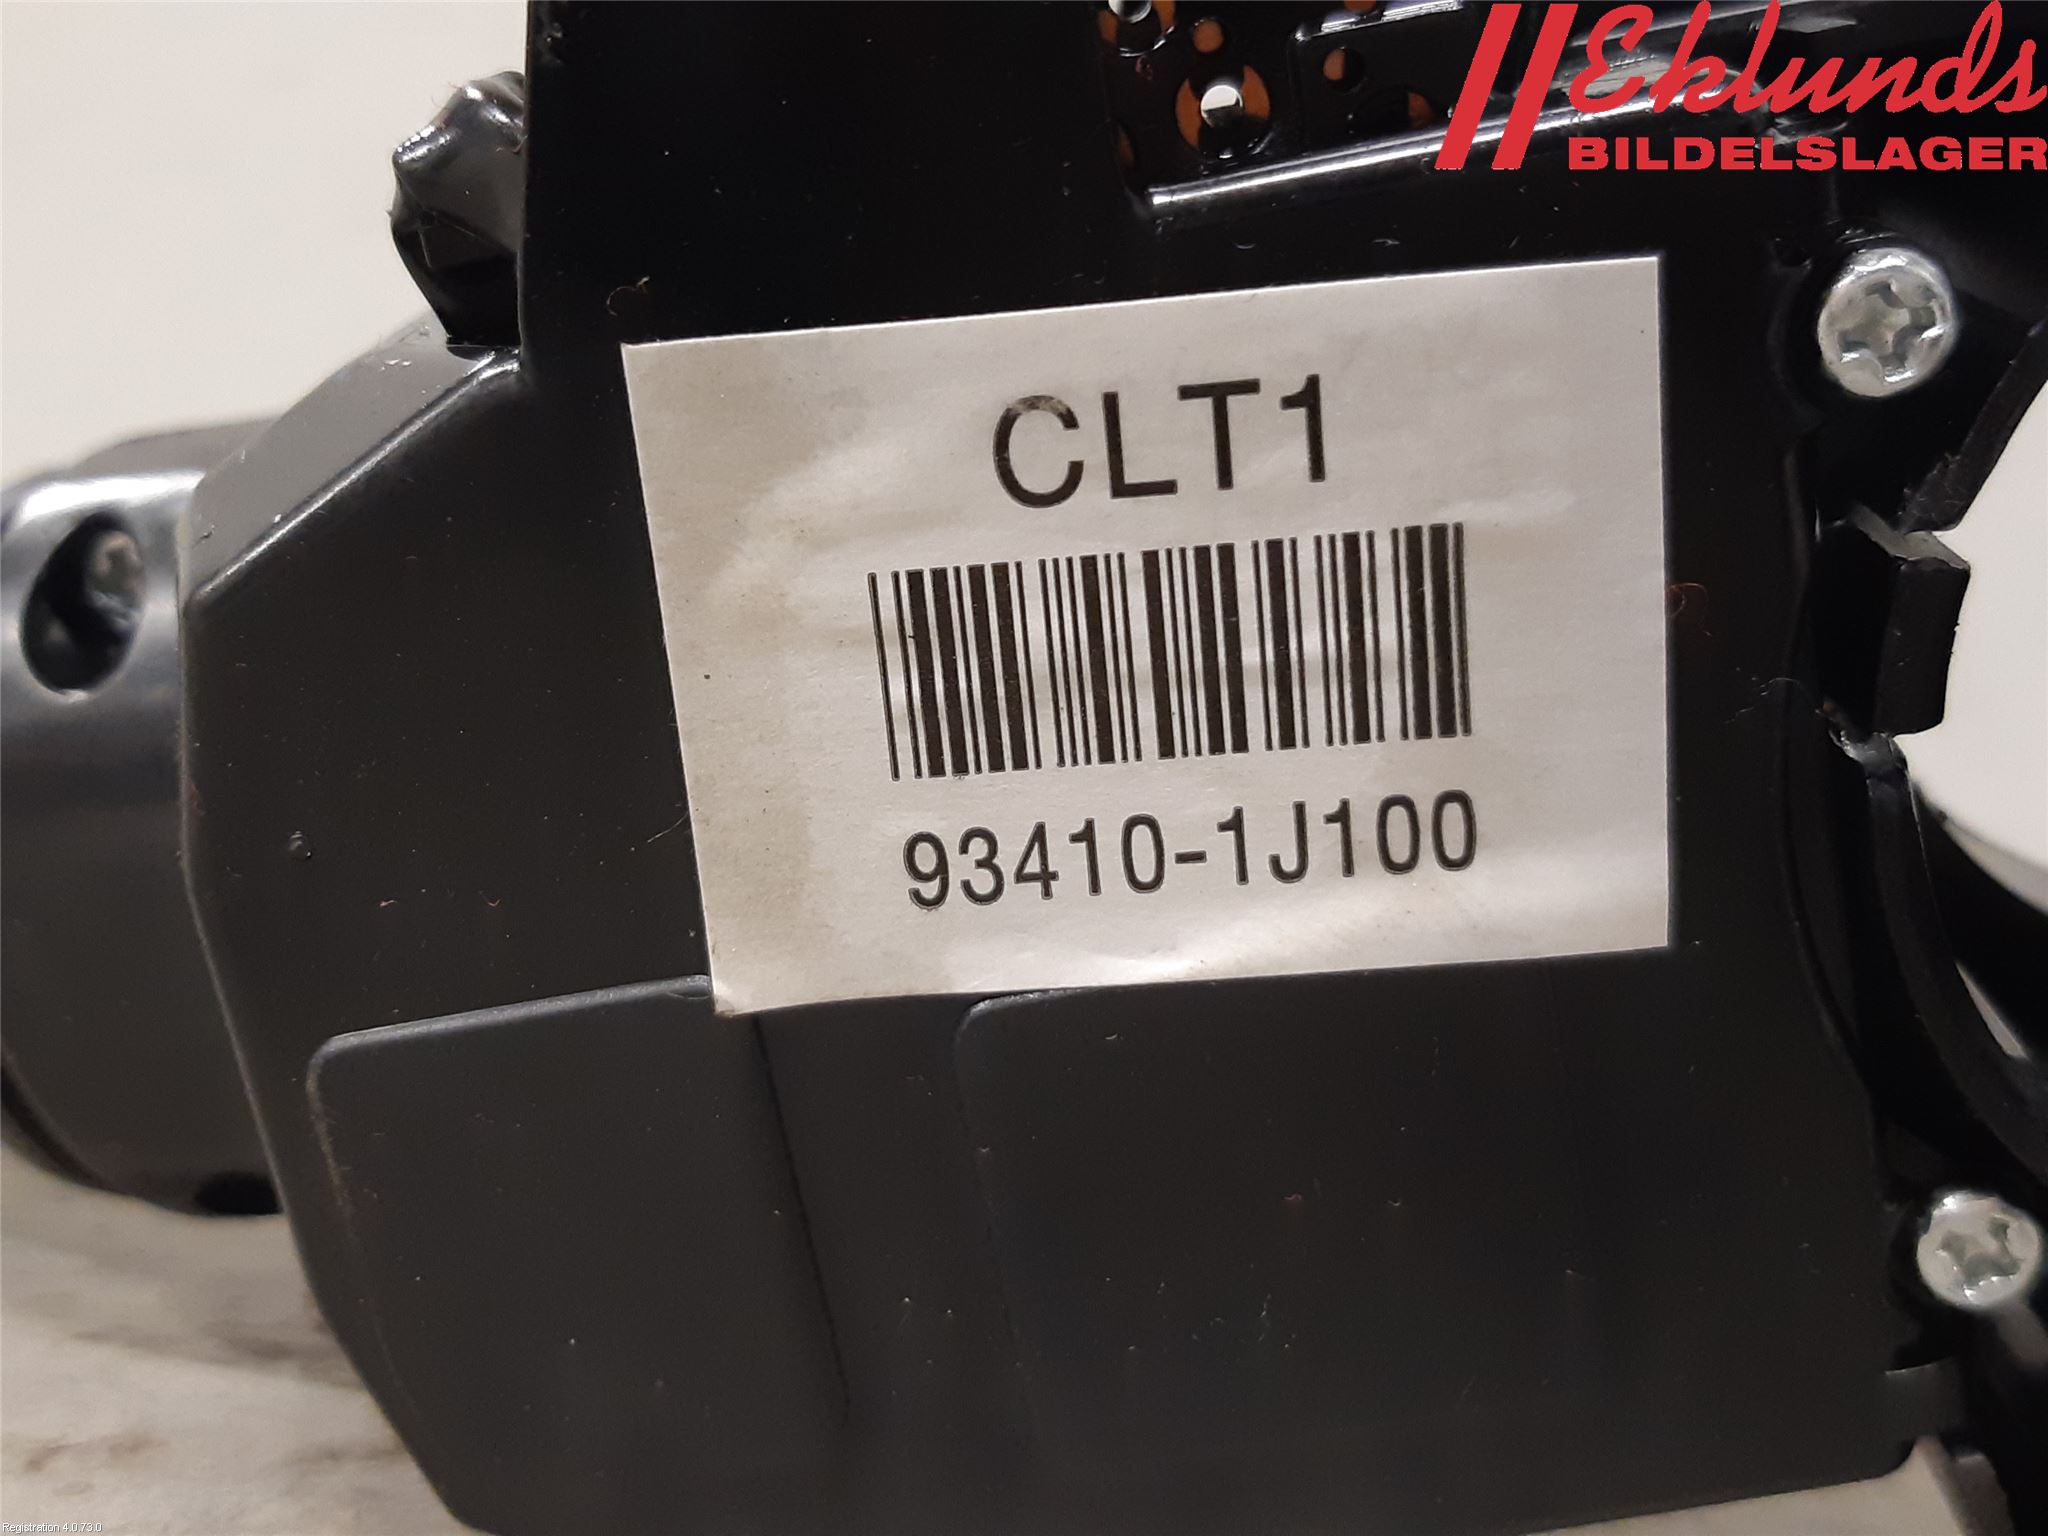 Eklunds
BILDELSLAGER
CLT1
93410-1J100
Registration 4.0.73.0